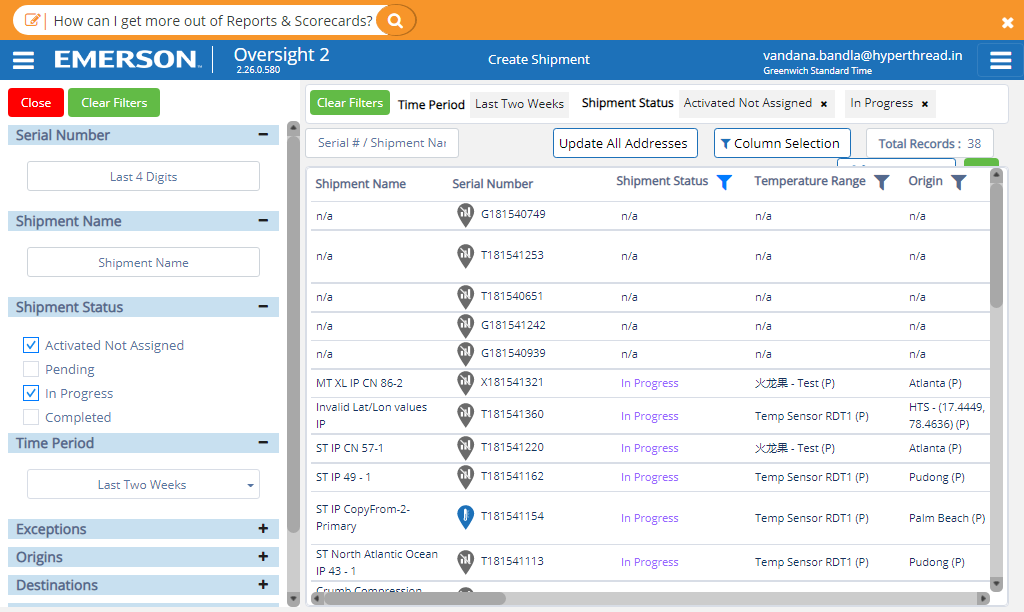 How can I get more out of Reports & Scorecards?
EMERSON
Oversight 2
2.26.0.580
Create Shipment
vandana.bandla@hyperthread.in
Greenwich Standard Time
Close
Clear Filters
Serial Number
Last 4 Digits
Shipment Name
Shipment Name
Shipment Status
Activated Not Assigned
Pending
In Progress
Completed
Time Period
Last Two Weeks
Exceptions
Origins
Destinations
Clear Filters Time Period Last Two Weeks Shipment Status Activated Not Assigned × In Progress ×
Serial # / Shipment Nar Update All Addresses Column Selection Total Records : 38
Shipment Name Serial Number Shipment Status Temperature Range Origin
n/a G181540749 n/a n/a n/a
n/a T181541253 n/a n/a n/a
n/a T181540651 n/a n/a n/a
n/a G181541242 n/a n/a n/a
n/a G181540939 n/a n/a n/a
MT XL IP CN 86-2 X181541321 In Progress 火龙果 - Test (P) Atlanta (P)
Invalid Lat/Lon values
IP
T181541360 In Progress Temp Sensor RDT1 (P)
HTS - (17.4449,
78.4636) (P)
ST IP CN 57-1 T181541220 In Progress 火龙果 - Test (P) Atlanta (P)
ST IP 49 - 1 T181541162 In Progress Temp Sensor RDT1 (P) Pudong (P)
ST IP CopyFrom-2-
Primary
T181541154 In Progress Temp Sensor RDT1 (P) Palm Beach (P)
ST North Atlantic Ocean
IP 43 - 1
T181541113 In Progress Temp Sensor RDT1 (P) Pudong (P)
Crumb Compression